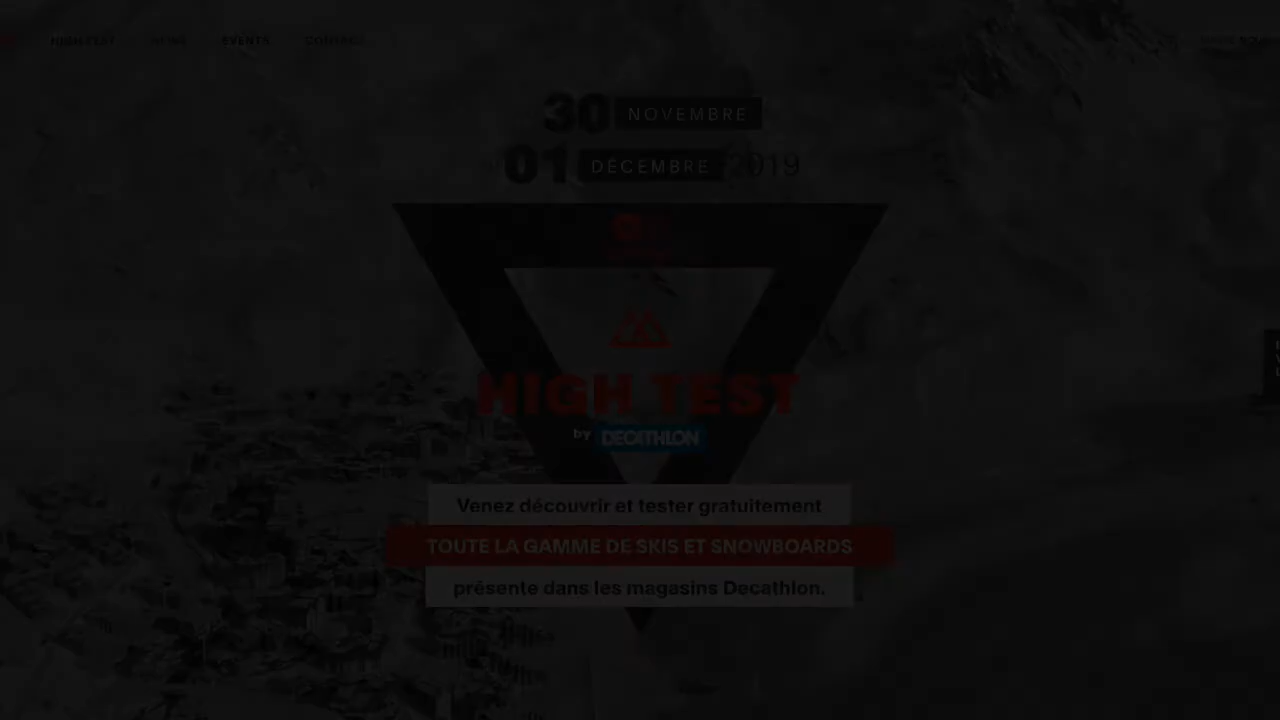 HIGH TEST NEWS EVENTS CONTACT
30 NOVEMBRE
01 DÉCEMBRE 2019
HIGH TEST
by DECATHLON
Venez découvrir et tester gratuitement
TOUTE LA GAMME DE SKIS ET SNOWBOARDS
présente dans les magasins Decathlon.